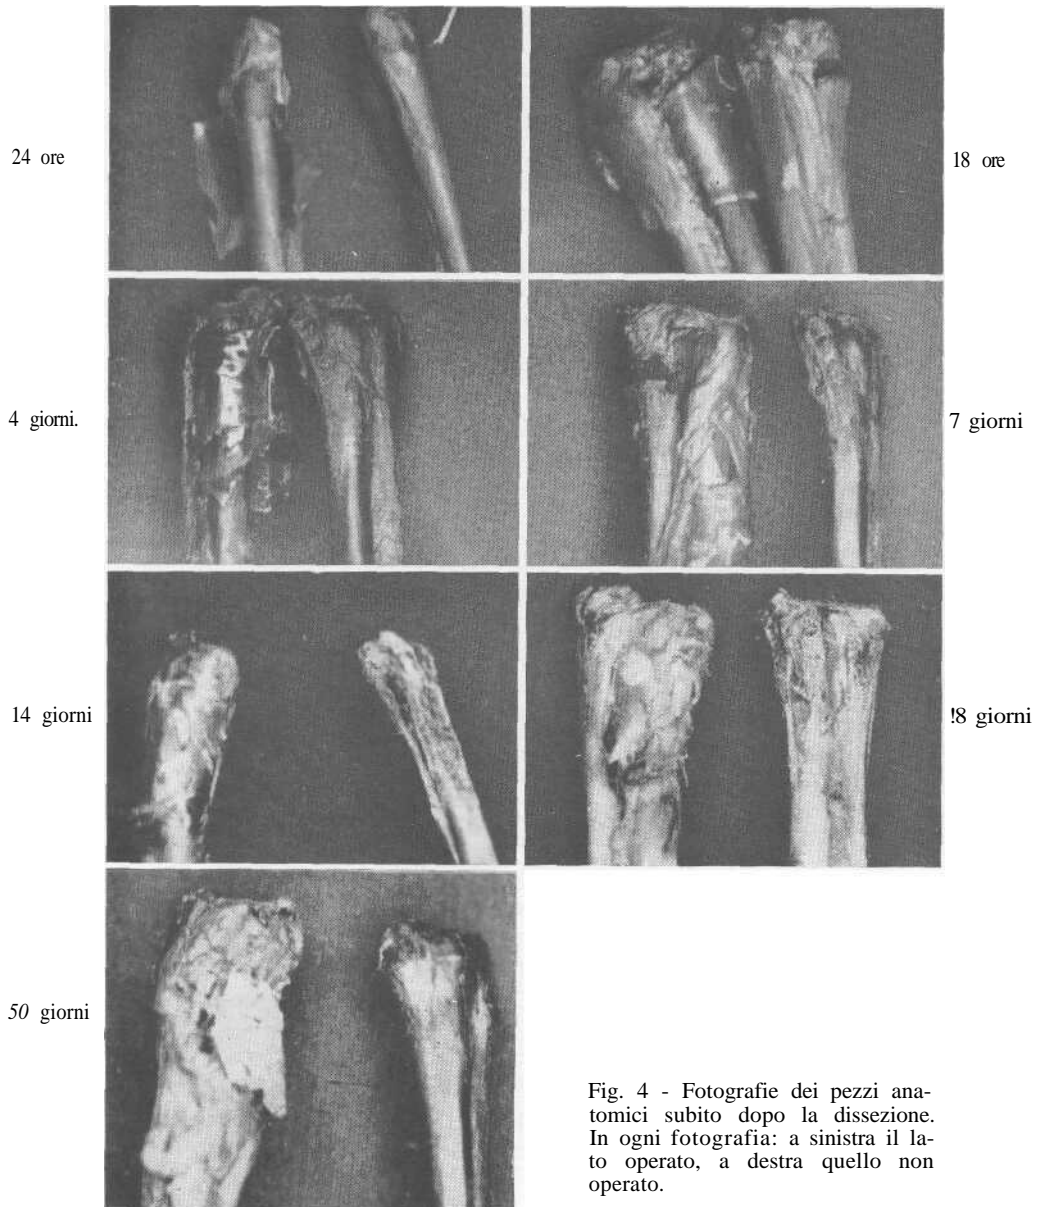 24 ore
18 ore
4 giorni.
7 giorni
14 giorni
!8 giorni
50 giorni
Fig. 4 - Fotografie dei pezzi ana-
tomici subito dopo la dissezione.
In ogni fotografia: a sinistra il la-
to operato, a destra quello non
operato.